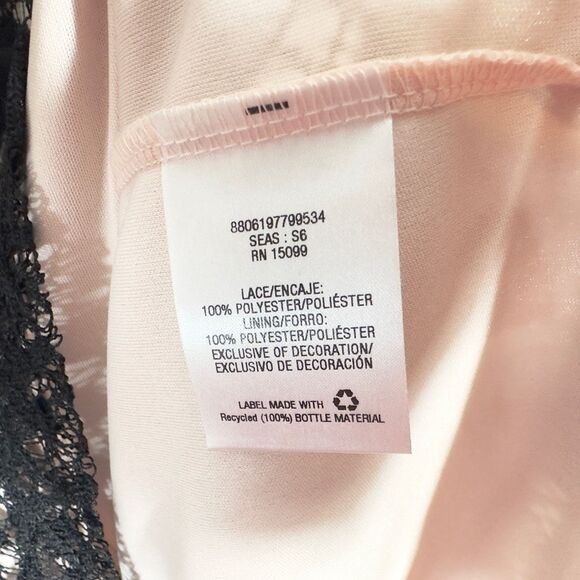 8806197799534
SEAS : S6
RN 15099
LACE/ENCAJE:
100% POLYESTER/POLIÉSTER
LINING/FORRO:
100% POLYESTER/POLIÉSTER
EXCLUSIVE OF DECORATION/
EXCLUSIVO DE DECORACIÓN
LABEL MADE WITH
Recycled (100%) BOTTLE MATERIAL